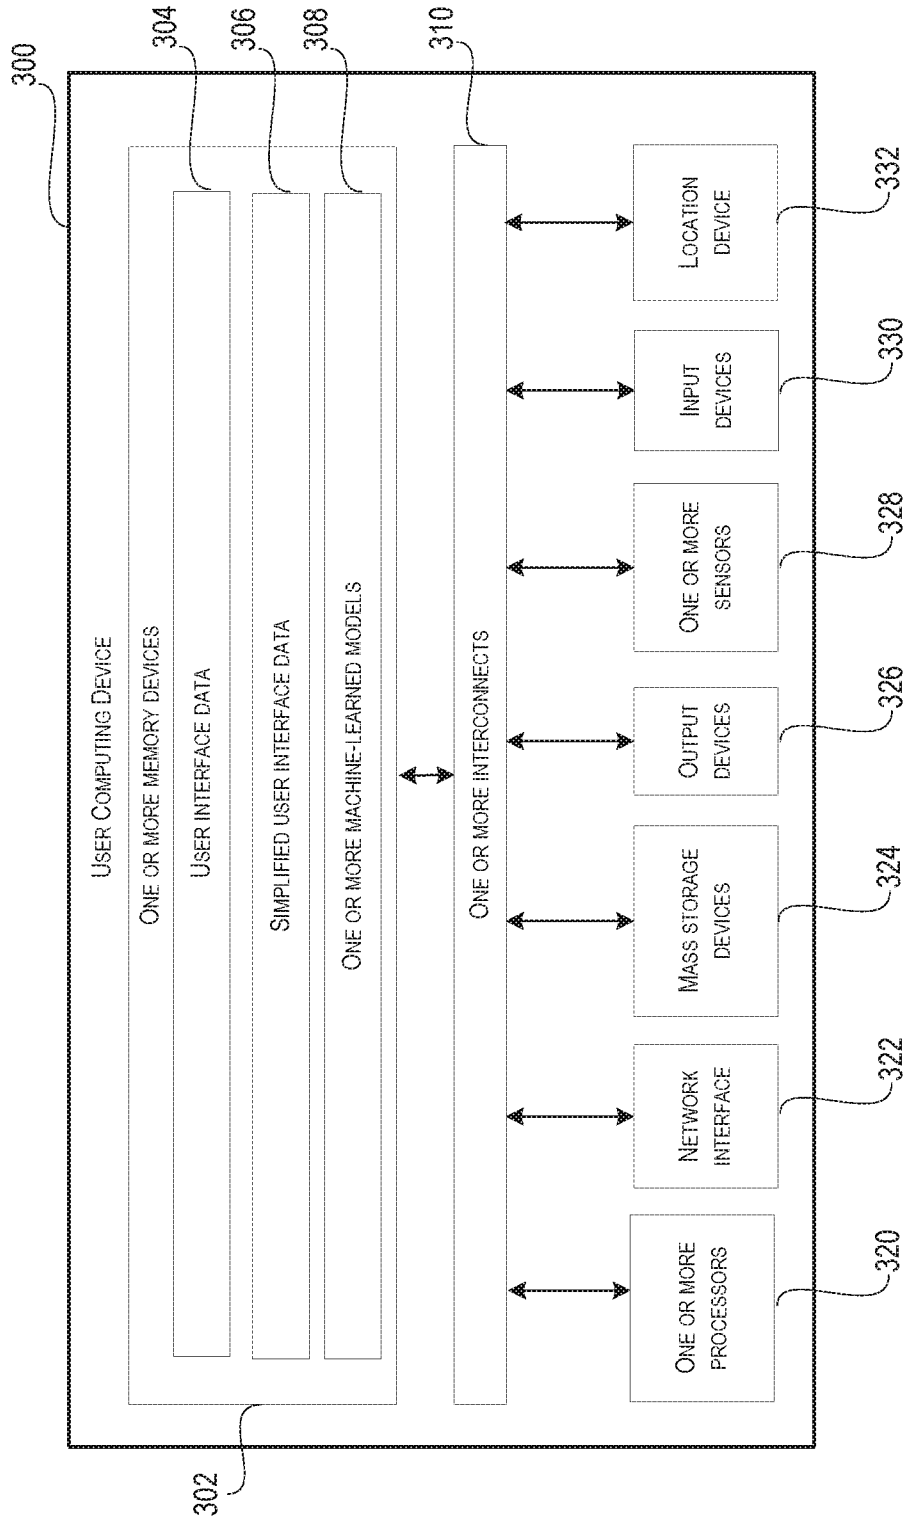 300
304
306
308
310
USER COMPUTING DEVICE
ONE OR MORE MEMORY DEVICES
USER INTERFACE DATA
SIMPLIFIED USER INTERFACE DATA
ONE OR MORE MACHINE-LEARNED MODELS
302
ONE OR MORE INTERCONNECTS
ONE OR MORE
PROCESSORS
NETWORK
INTERFACE
MASS STORAGE
DEVICES
OUTPUT
DEVICES
ONE OR MORE
SENSORS
INPUT
DEVICES
LOCATION
DEVICE
320
322
324
326
328
330
332